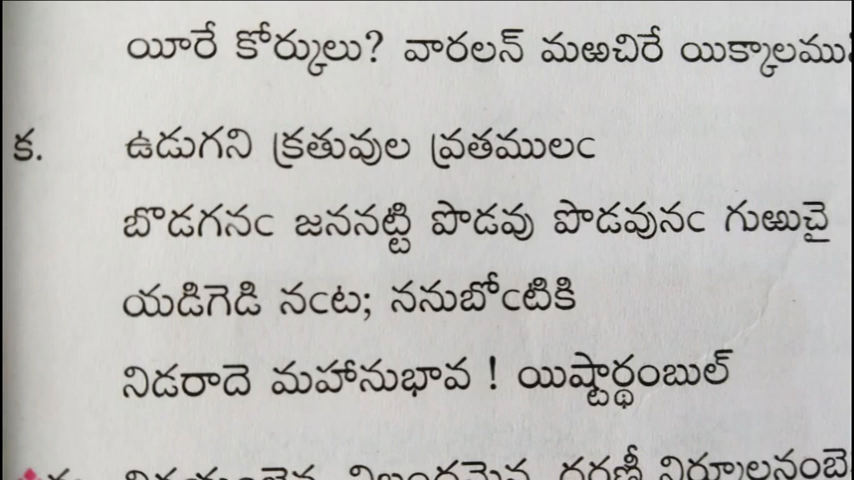 యీరే కోర్కులు? వారలన్ మఱచిరే యిక్కాలము
క. ఉడుగని క్రతువుల వ్రతములఁ
బొడగనఁ జననట్టి పొడవు పొడవునఁ గుఱుచై
యడిగెడి నఁట; ననుబోఁటికి
నిడరాదె మహానుభావ ! యిష్టార్థంబుల్